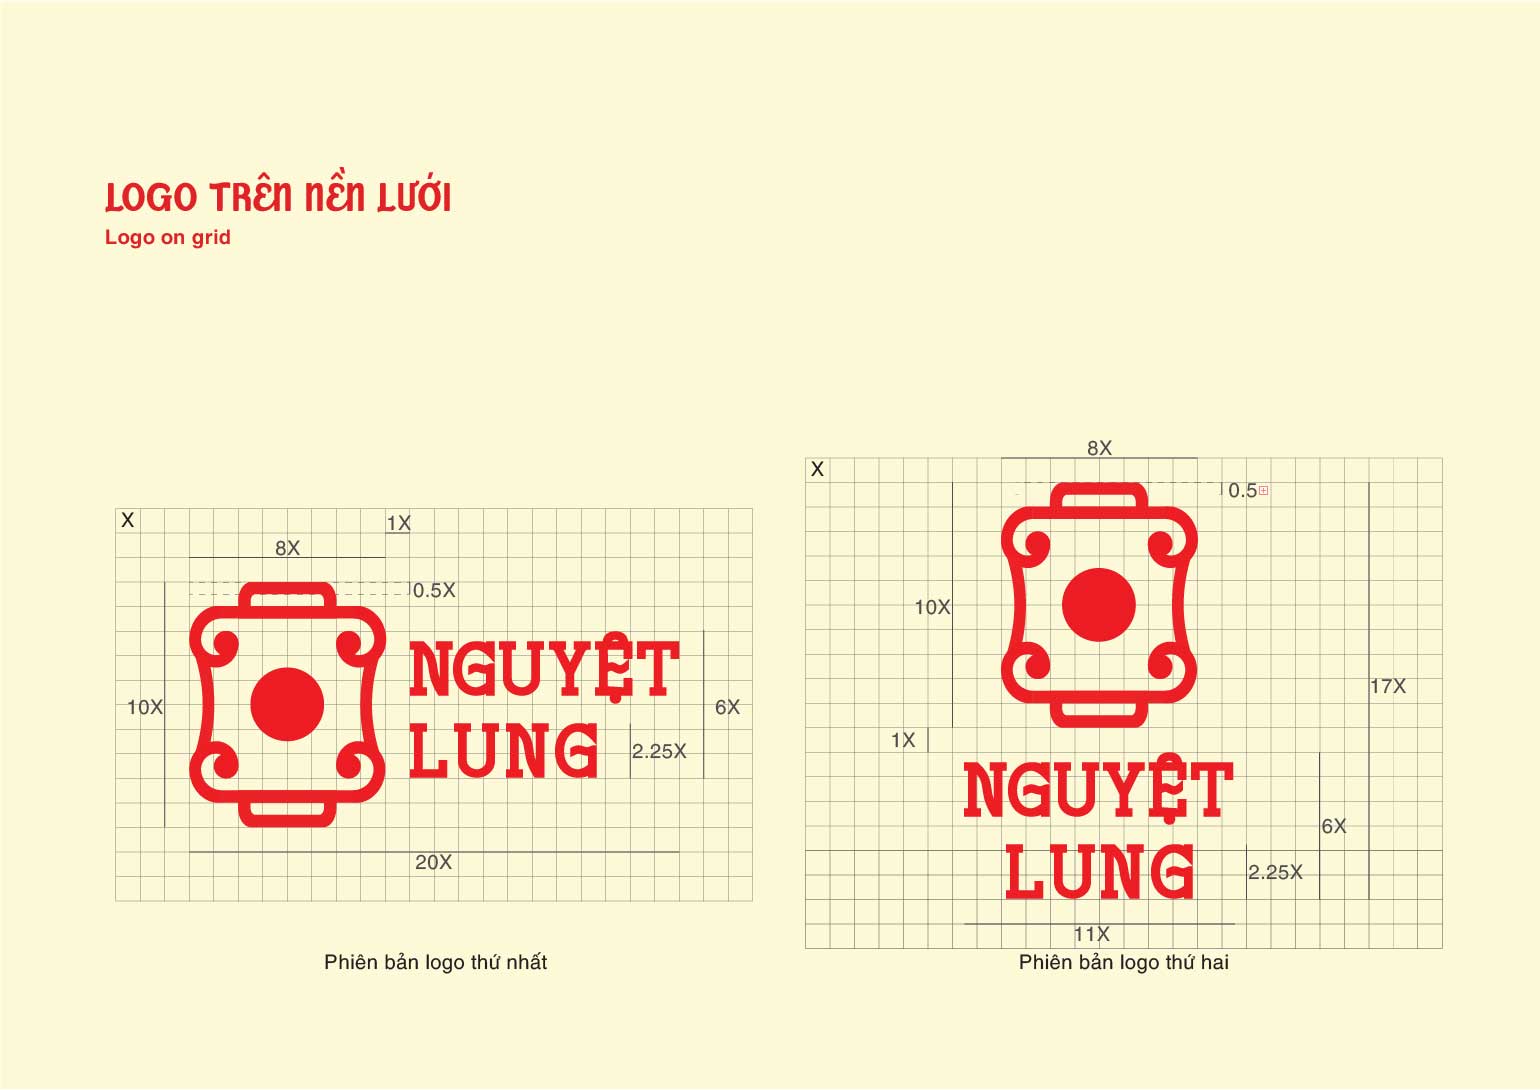 LOGO TRÊN NỀN LƯỚI
Logo on grid
X
1X
8X
0.5X
10X
NGUYỆT
LUNG
6X
2.25X
20X
Phiên bản logo thứ nhất
8X
X
0.5
10X
17X
1X
NGUYỆT
LUNG
6X
2.25X
11X
Phiên bản logo thứ hai